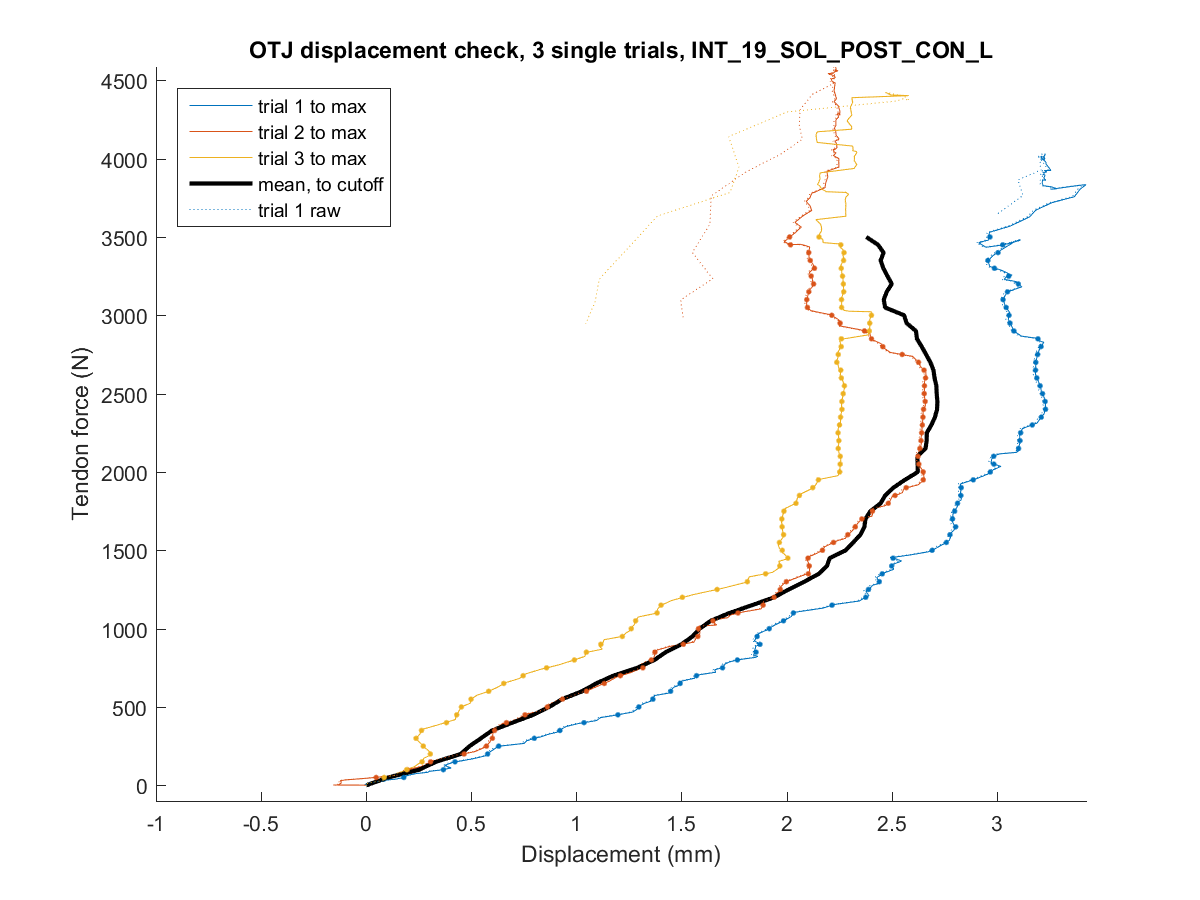 OTJ displacement check, 3 single trials, INT_19_SOL_POST_CON_L
trial 1 to max
trial 2 to max
trial 3 to max
mean, to cutoff
trial 1 raw
4500
4000
3500
3000
2500
2000
1500
1000
500
0
Tendon force (N)
-1
-0.5
0
0.5
1
1.5
2
2.5
3
Displacement (mm)